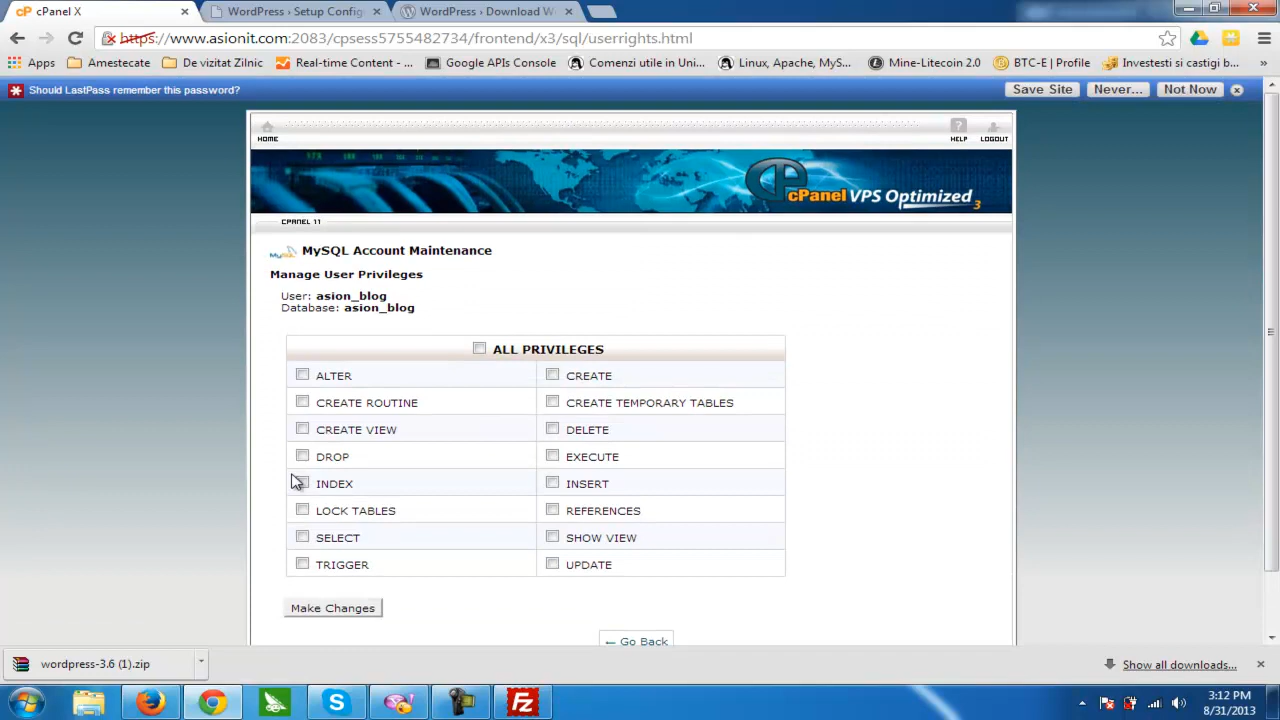 cPanel X
WordPress › Setup Config
WordPress › Download W
https://www.asionit.com:2083/cpsess5755482734/frontend/x3/sql/userrights.html
Apps
Amestecate
De vizitat Zilnic
Real-time Content - ...
Google APIs Console
Comenzi utile in Uni...
Linux, Apache, MyS...
Mine-Litecoin 2.0
BTC-E | Profile
Investesti si castigi b...
»
Should LastPass remember this password?
Save Site
Never...
Not Now
HOME
HELP
LOGOUT
cPanel VPS Optimized 3
CPANEL 11
MySQL
MySQL Account Maintenance
Manage User Privileges
User: asion_blog
Database: asion_blog
ALL PRIVILEGES
ALTER
CREATE
CREATE ROUTINE
CREATE TEMPORARY TABLES
CREATE VIEW
DELETE
DROP
EXECUTE
INDEX
INSERT
LOCK TABLES
REFERENCES
SELECT
SHOW VIEW
TRIGGER
UPDATE
Make Changes
← Go Back
wordpress-3.6 (1).zip
Show all downloads...
3:12 PM
8/31/2013